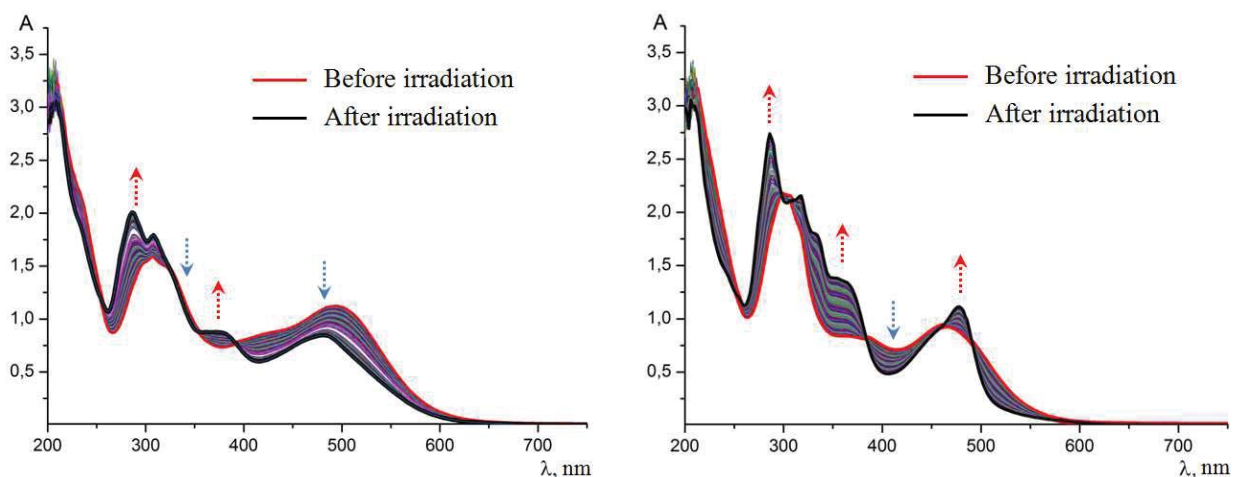 A
3,5
3,0
2,5
2,0
1,5
1,0
0,5
200 300 400 500 600 700
λ, nm
Before irradiation
After irradiation
A
3,5
3,0
2,5
2,0
1,5
1,0
0,5
200 300 400 500 600 700
λ, nm
Before irradiation
After irradiation